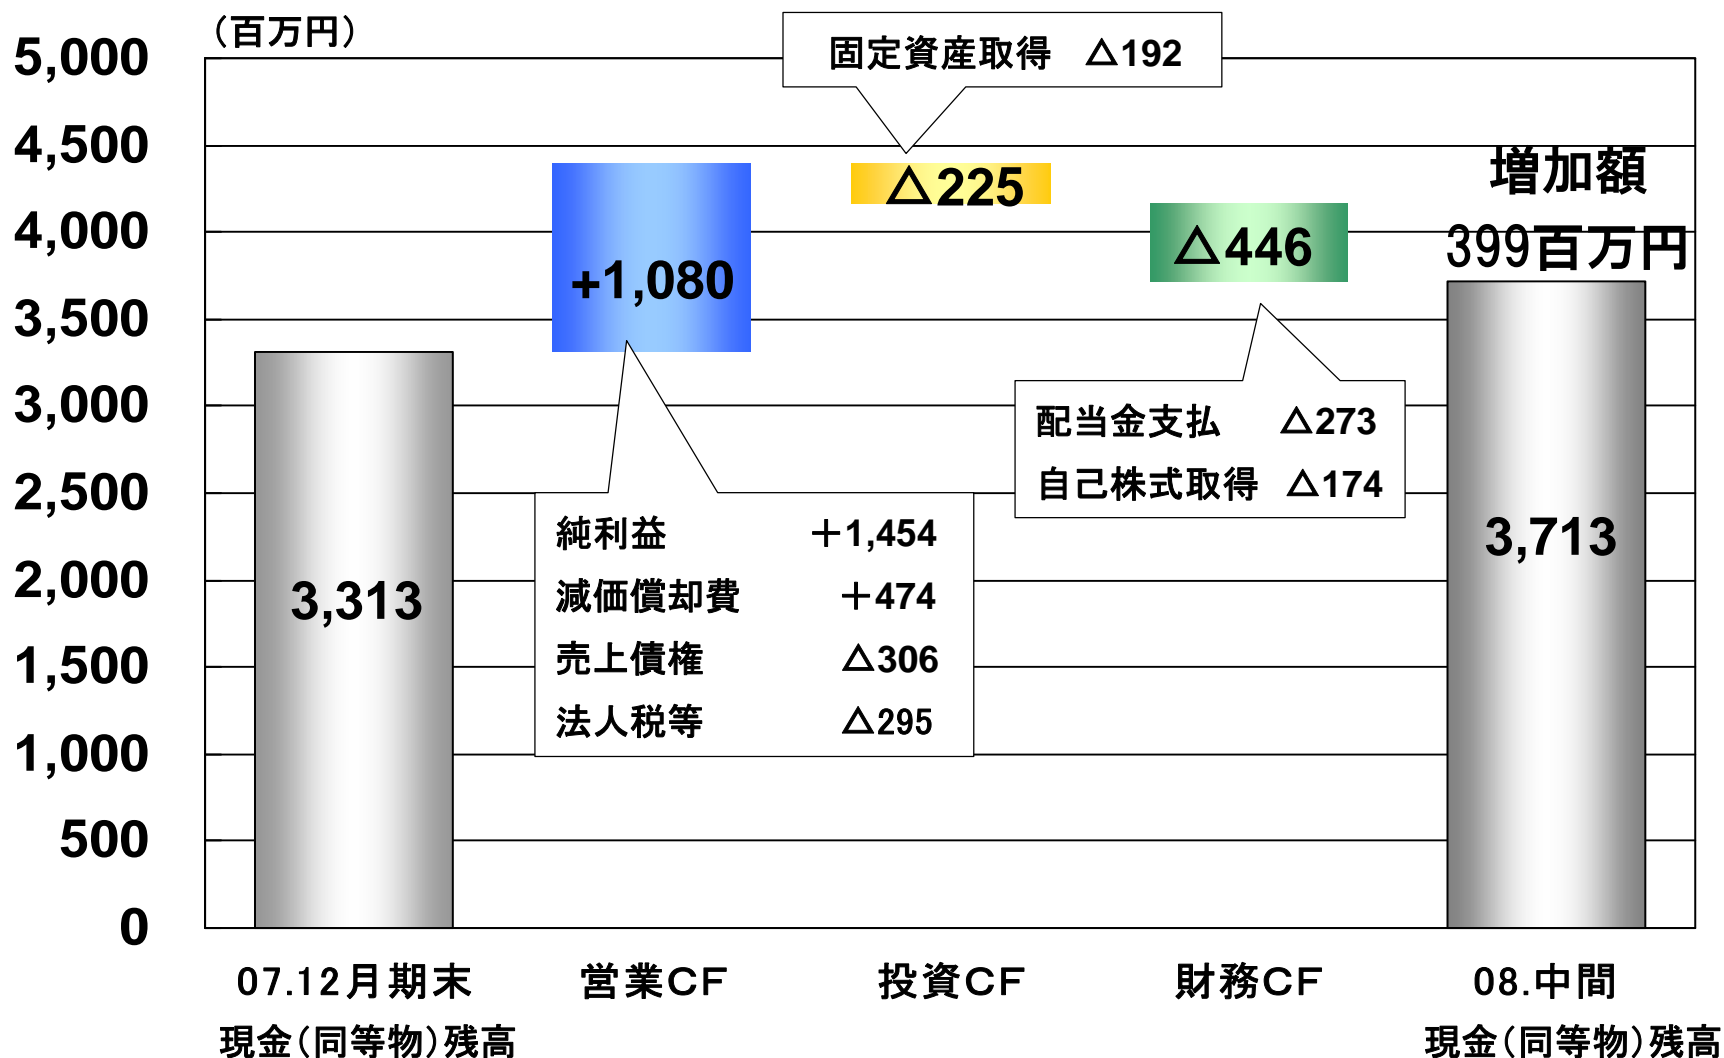 （百万円）
5,000
4,500
4,000
3,500
3,000
2,500
2,000
1,500
1,000
500
0
固定資産取得 △192
+1,080
△225
△446
増加額
399百万円
3,313
3,713
純利益 ＋1,454
減価償却費 ＋474
売上債権 △306
法人税等 △295
配当金支払 △273
自己株式取得 △174
07.12月期末
現金（同等物）残高
営業CF
投資CF
財務CF
08.中間
現金（同等物）残高